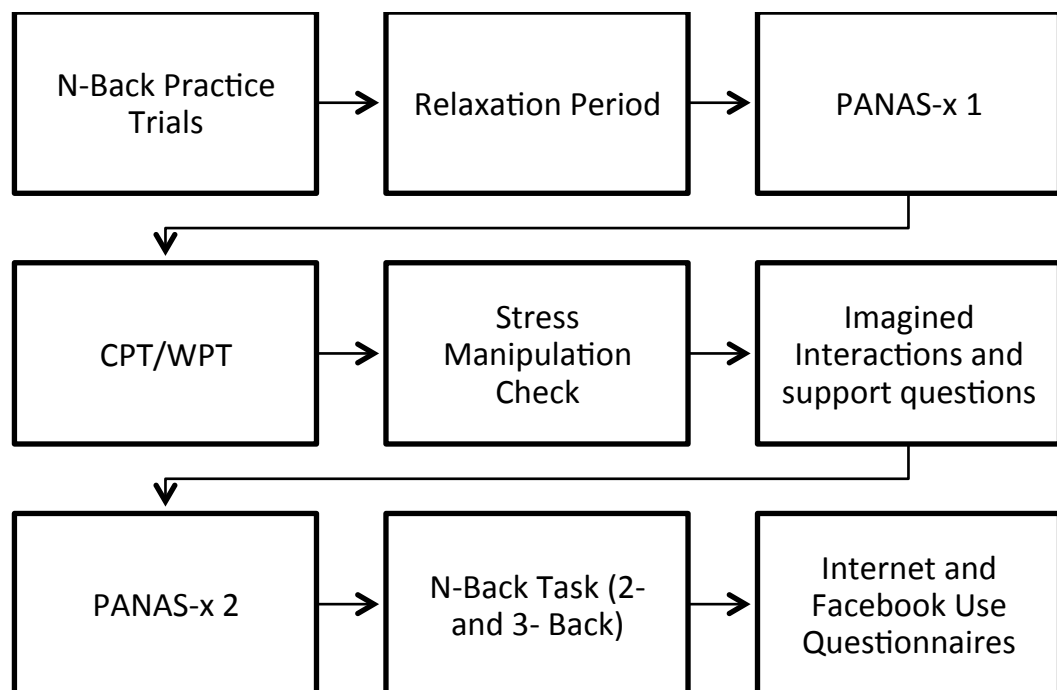 N-Back Practice
Trials
Relaxation Period
PANAS-x 1
CPT/WPT
Stress
Manipulation
Check
Imagined
Interactions and
support questions
PANAS-x 2
N-Back Task (2-
and 3- Back)
Internet and
Facebook Use
Questionnaires